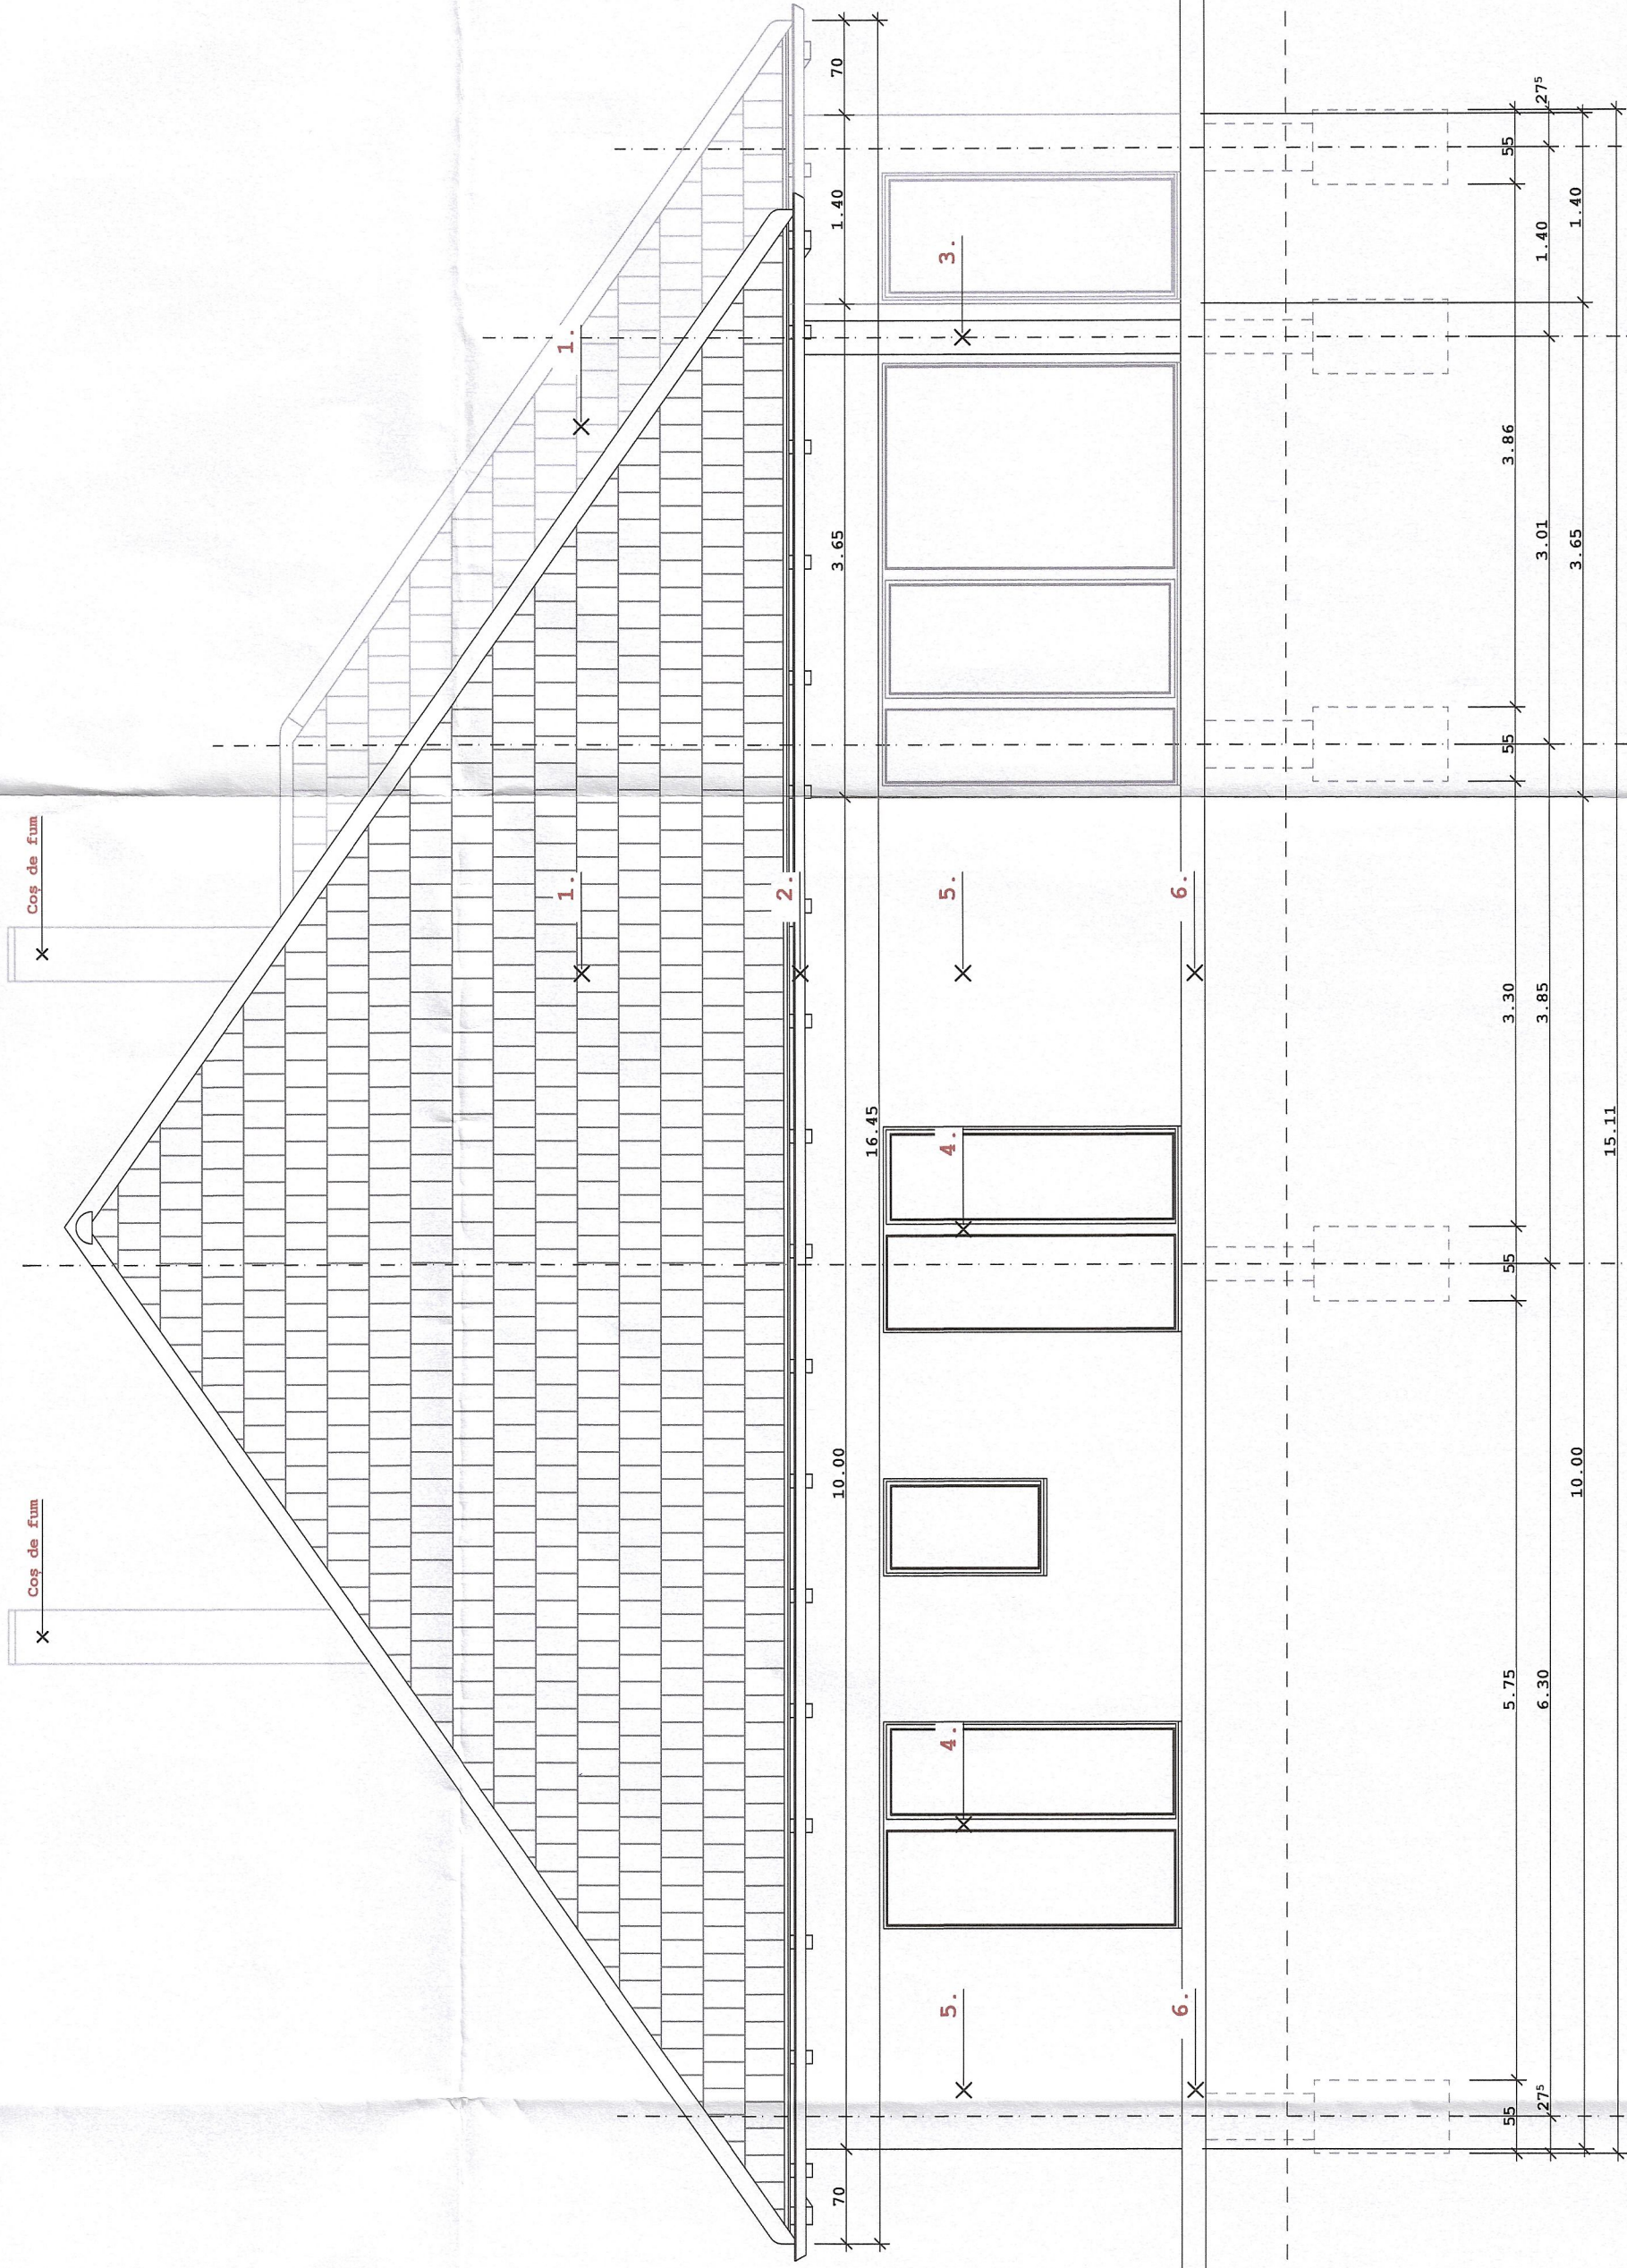 Coș de fum Coș de fum
1. 1.
2.
70 10.00 3.65 1.40 70
16.45
5. 4. 4. 5. 3.
6. 6.
55 5.75 55 3.30 55 3.86 55
27⁵ 6.30 3.85 3.01 1.40 27⁵
10.00 3.65 1.40
15.11